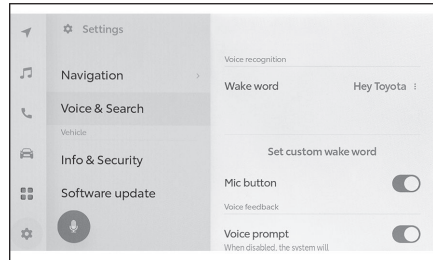 Settings
Navigation
Voice & Search
Vehicle
Info & Security
Software update
Voice recognition
Wake word
Hey Toyota
Set custom wake word
Mic button
Voice feedback
Voice prompt
When disabled, the system will